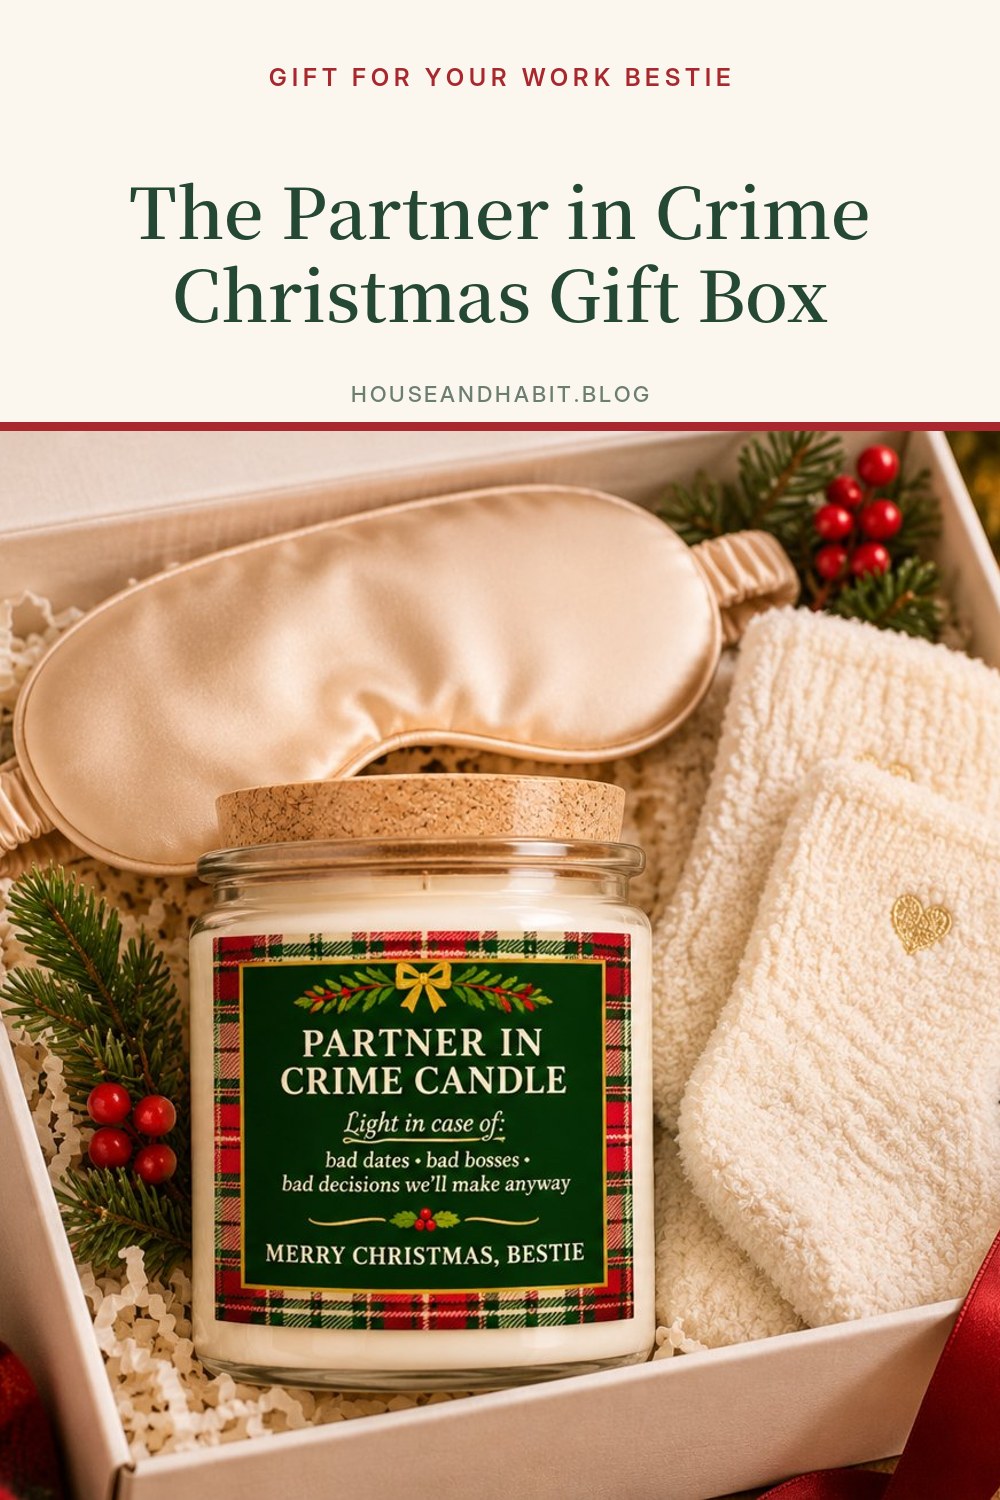 GIFT FOR YOUR WORK BESTIE
The Partner in Crime
Christmas Gift Box
HOUSEANDHABIT.BLOG
PARTNER IN
CRIME CANDLE
Light in case of:
bad dates • bad bosses •
bad decisions we'll make anyway
MERRY CHRISTMAS, BESTIE